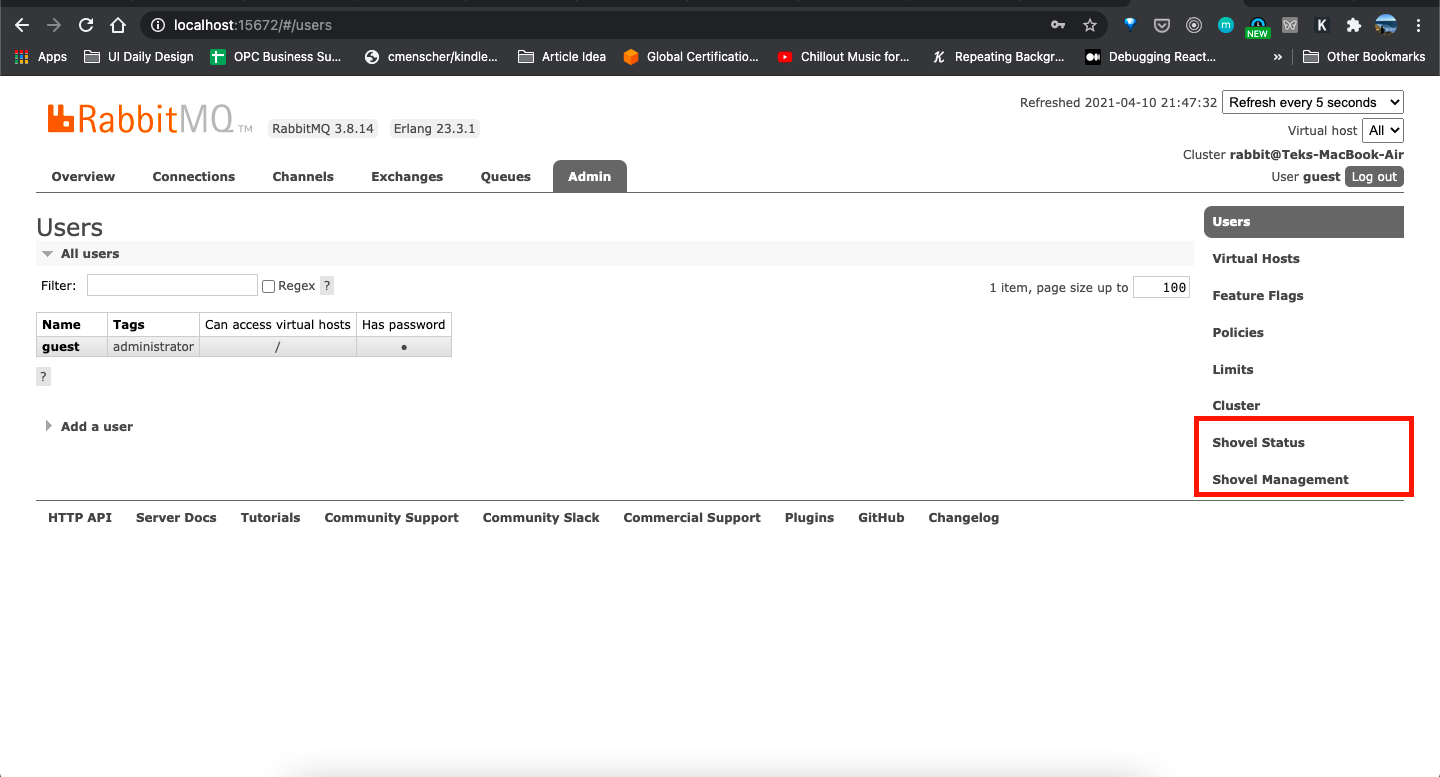 localhost:15672/#/users
NEW
m
K
Apps
UI Daily Design
OPC Business Su...
cmenscher/kindle...
Article Idea
Global Certificatio...
Chillout Music for...
Repeating Backgr...
Debugging React...
»
Other Bookmarks
RabbitMQ TM
RabbitMQ 3.8.14
Erlang 23.3.1
Refreshed 2021-04-10 21:47:32 Refresh every 5 seconds
Virtual host All
Cluster rabbit@Teks-MacBook-Air
User guest Log out
Overview
Connections
Channels
Exchanges
Queues
Admin
Users
All users
Filter:
Regex ?
1 item, page size up to 100
Name Tags Can access virtual hosts Has password
guest administrator / ●
?
Add a user
Users
Virtual Hosts
Feature Flags
Policies
Limits
Cluster
Shovel Status
Shovel Management
HTTP API
Server Docs
Tutorials
Community Support
Community Slack
Commercial Support
Plugins
GitHub
Changelog